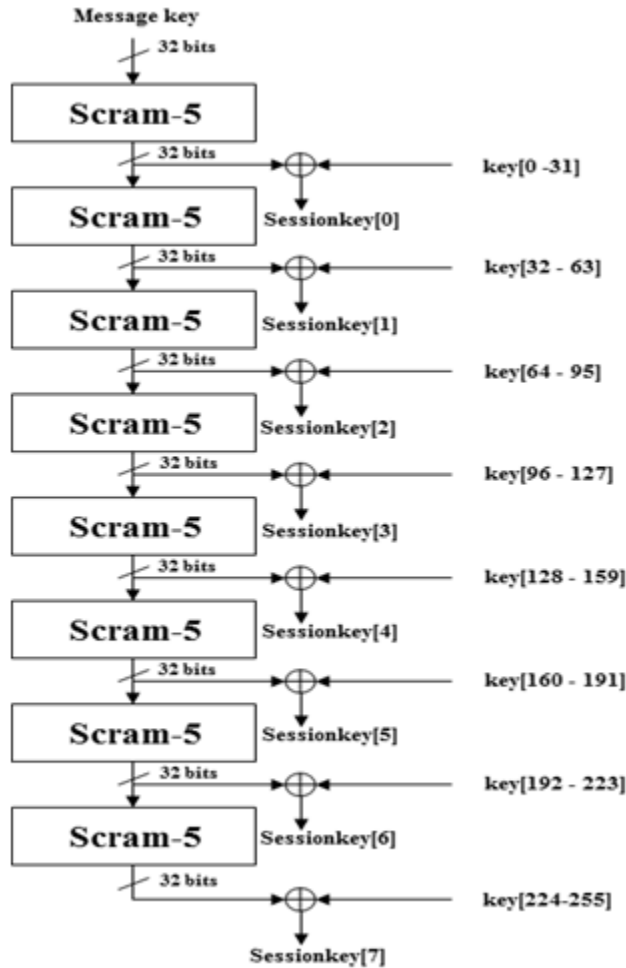 Message key
32 bits
Scram-5
32 bits
key[0 -31]
Scram-5
Sessionkey[0]
32 bits
key[32 - 63]
Scram-5
Sessionkey[1]
32 bits
key[64 - 95]
Scram-5
Sessionkey[2]
32 bits
key[96 - 127]
Scram-5
Sessionkey[3]
32 bits
key[128 - 159]
Scram-5
Sessionkey[4]
32 bits
key[160 - 191]
Scram-5
Sessionkey[5]
32 bits
key[192 - 223]
Scram-5
Sessionkey[6]
32 bits
key[224-255]
Sessionkey[7]